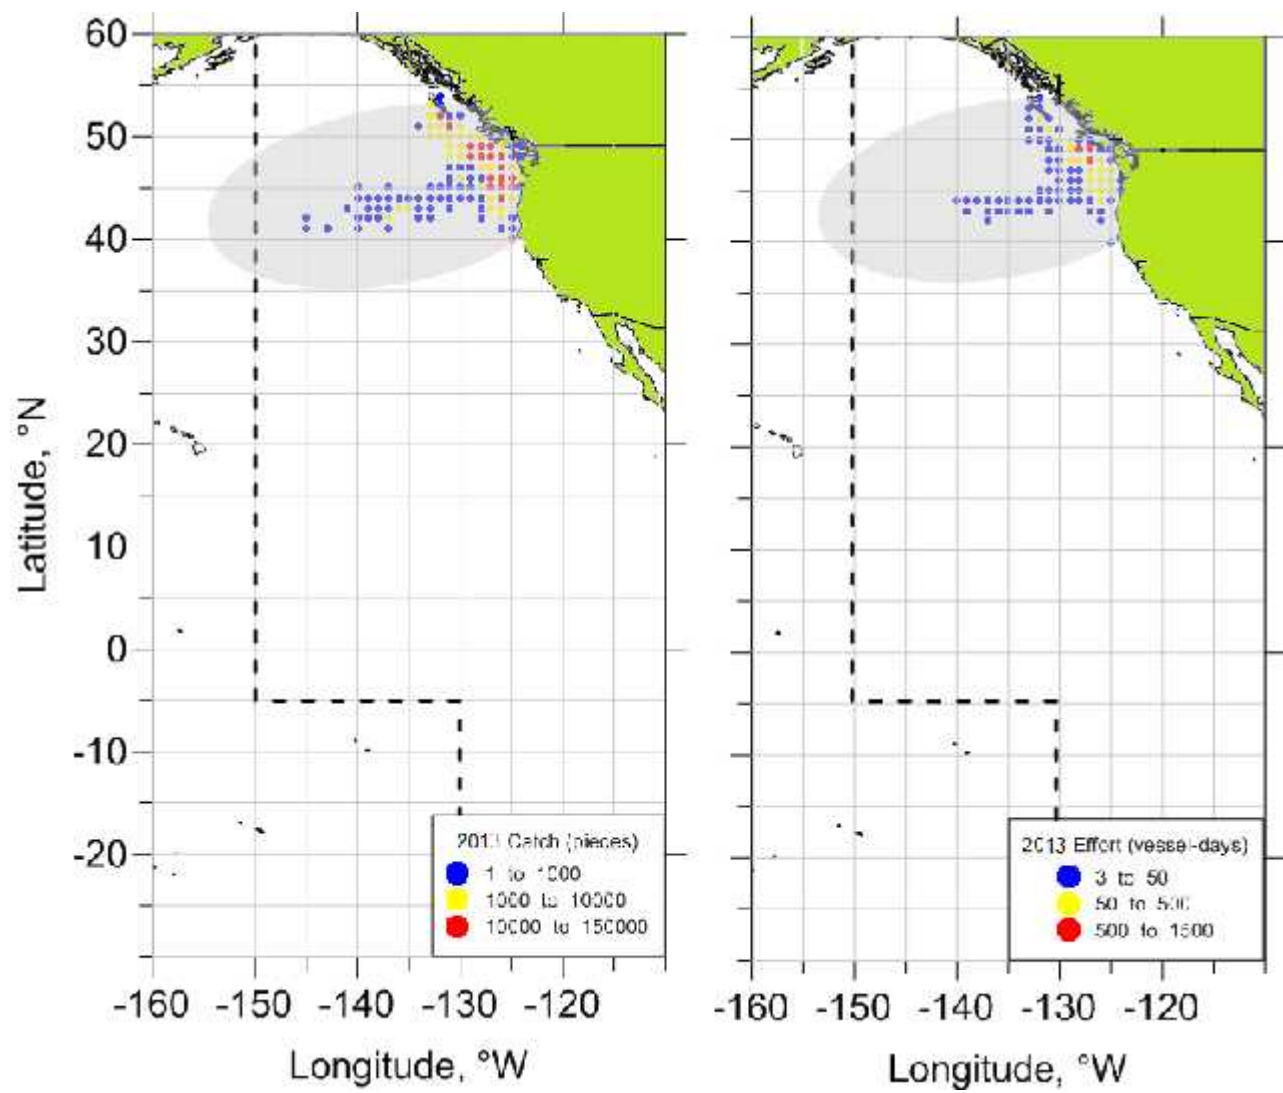 60
50
40
30
20
10
0
-10
-20
Latitude, °N
2013 Catch (pieces)
1 to 1000
1000 to 10000
10000 to 150000
-160 -150 -140 -130 -120
Longitude, °W
2013 Effort (vessel-days)
3 to 50
50 to 500
500 to 1500
-160 -150 -140 -130 -120
Longitude, °W